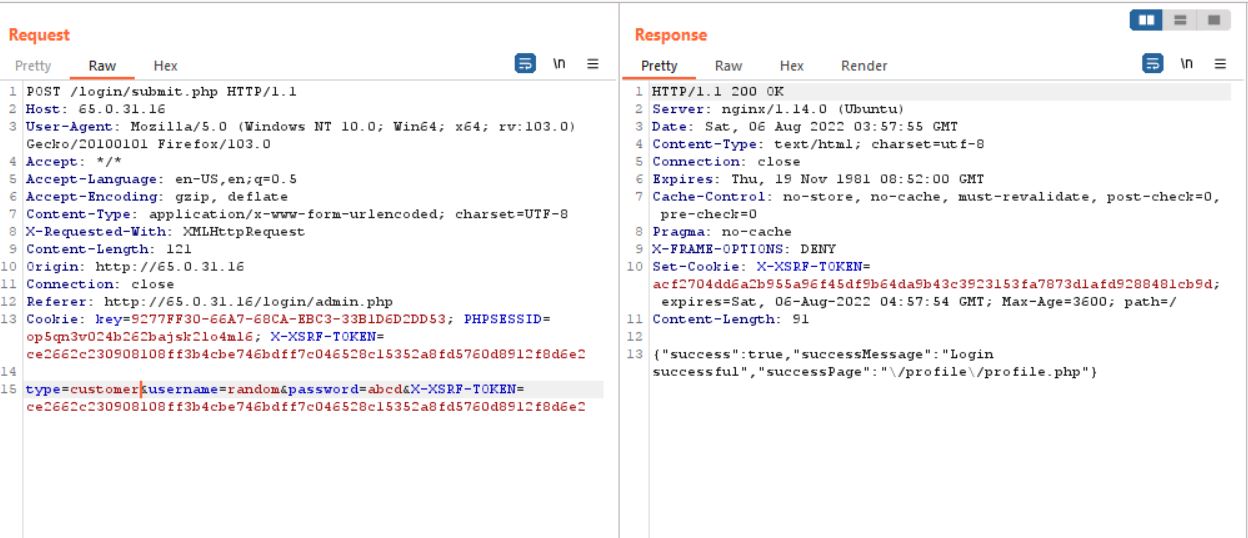 Request
Pretty Raw Hex \n
1 POST /login/submit.php HTTP/1.1
2 Host: 65.0.31.16
3 User-Agent: Mozilla/5.0 (Windows NT 10.0; Win64; x64; rv:103.0)
Gecko/20100101 Firefox/103.0
4 Accept: */*
5 Accept-Language: en-US,en;q=0.5
6 Accept-Encoding: gzip, deflate
7 Content-Type: application/x-www-form-urlencoded; charset=UTF-8
8 X-Requested-With: XMLHttpRequest
9 Content-Length: 121
10 Origin: http://65.0.31.16
11 Connection: close
12 Referer: http://65.0.31.16/login/admin.php
13 Cookie: key=9277FF30-66A7-68CA-EBC3-33B1D6D2DD53; PHPSESSID=
op5qn3v024b262bajsk21o4m16; X-XSRF-TOKEN=
ce2662c230908108ff3b4cbe746bdff7c046528c15352a8fd5760d8912f8d6e2
14
15 type=customer&username=random&password=abcd&X-XSRF-TOKEN=
ce2662c230908108ff3b4cbe746bdff7c046528c15352a8fd5760d8912f8d6e2
Response
Pretty Raw Hex Render \n
1 HTTP/1.1 200 OK
2 Server: nginx/1.14.0 (Ubuntu)
3 Date: Sat, 06 Aug 2022 03:57:55 GMT
4 Content-Type: text/html; charset=utf-8
5 Connection: close
6 Expires: Thu, 19 Nov 1981 08:52:00 GMT
7 Cache-Control: no-store, no-cache, must-revalidate, post-check=0,
pre-check=0
8 Pragma: no-cache
9 X-FRAME-OPTIONS: DENY
10 Set-Cookie: X-XSRF-TOKEN=
acf2704dd6a2b955a96f45df9b64da9b43c3923153fa7873d1afd9288481cb9d;
expires=Sat, 06-Aug-2022 04:57:54 GMT; Max-Age=3600; path=/
11 Content-Length: 91
12
13 {"success":true,"successMessage":"Login
successful","successPage":"\/profile\/profile.php"}